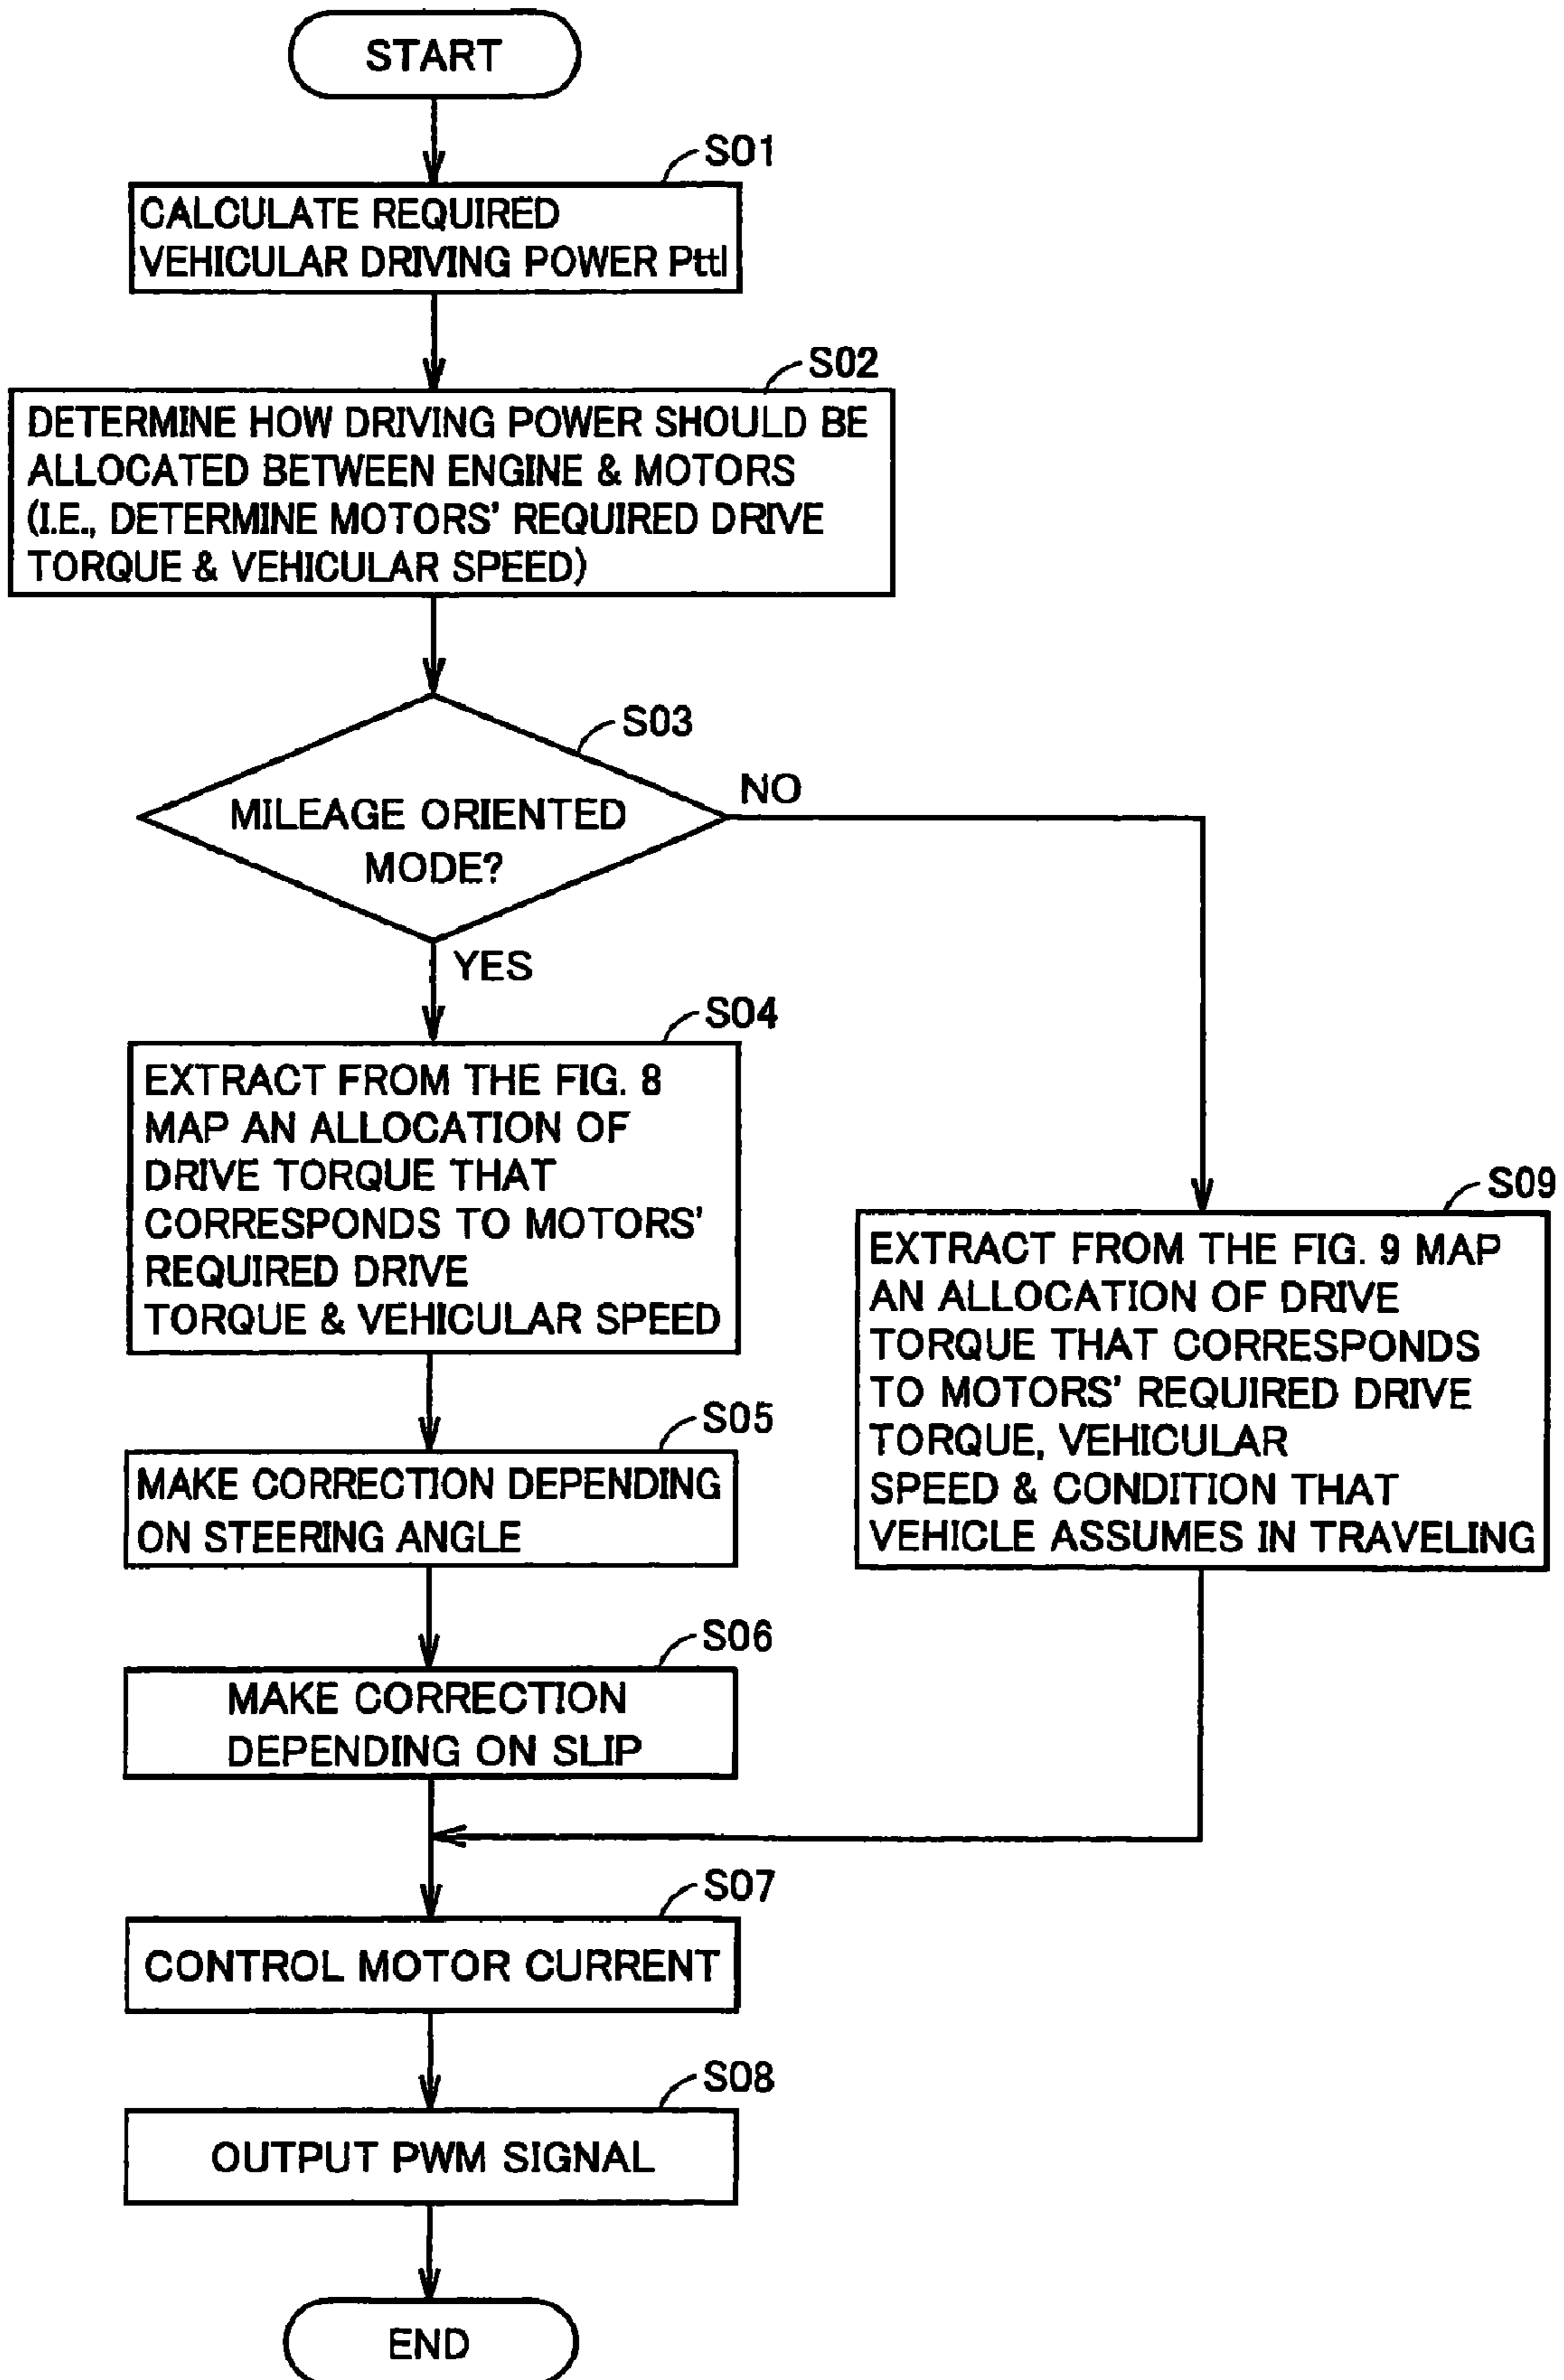 START
S01
CALCULATE REQUIRED
VEHICULAR DRIVING POWER Pttl
S02
DETERMINE HOW DRIVING POWER SHOULD BE
ALLOCATED BETWEEN ENGINE & MOTORS
(I.E., DETERMINE MOTORS' REQUIRED DRIVE
TORQUE & VEHICULAR SPEED)
S03
MILEAGE ORIENTED
MODE?
NO
YES
S04
EXTRACT FROM THE FIG. 8
MAP AN ALLOCATION OF
DRIVE TORQUE THAT
CORRESPONDS TO MOTORS'
REQUIRED DRIVE
TORQUE & VEHICULAR SPEED
S09
EXTRACT FROM THE FIG. 9 MAP
AN ALLOCATION OF DRIVE
TORQUE THAT CORRESPONDS
TO MOTORS' REQUIRED DRIVE
TORQUE, VEHICULAR
SPEED & CONDITION THAT
VEHICLE ASSUMES IN TRAVELING
S05
MAKE CORRECTION DEPENDING
ON STEERING ANGLE
S06
MAKE CORRECTION
DEPENDING ON SLIP
S07
CONTROL MOTOR CURRENT
S08
OUTPUT PWM SIGNAL
END